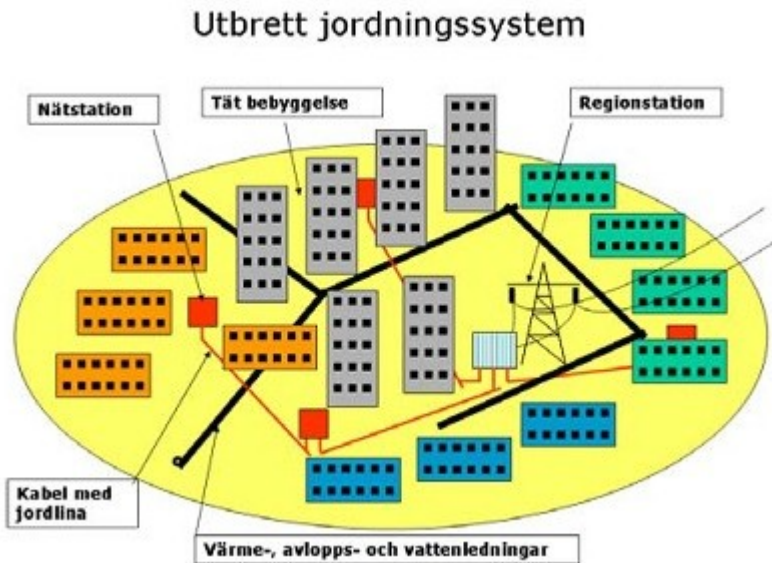 Utbrett jordningssystem
Nätstation
Tät bebyggelse
Regionstation
Kabel med
jordlina
Värme-, avlopps- och vattenledningar